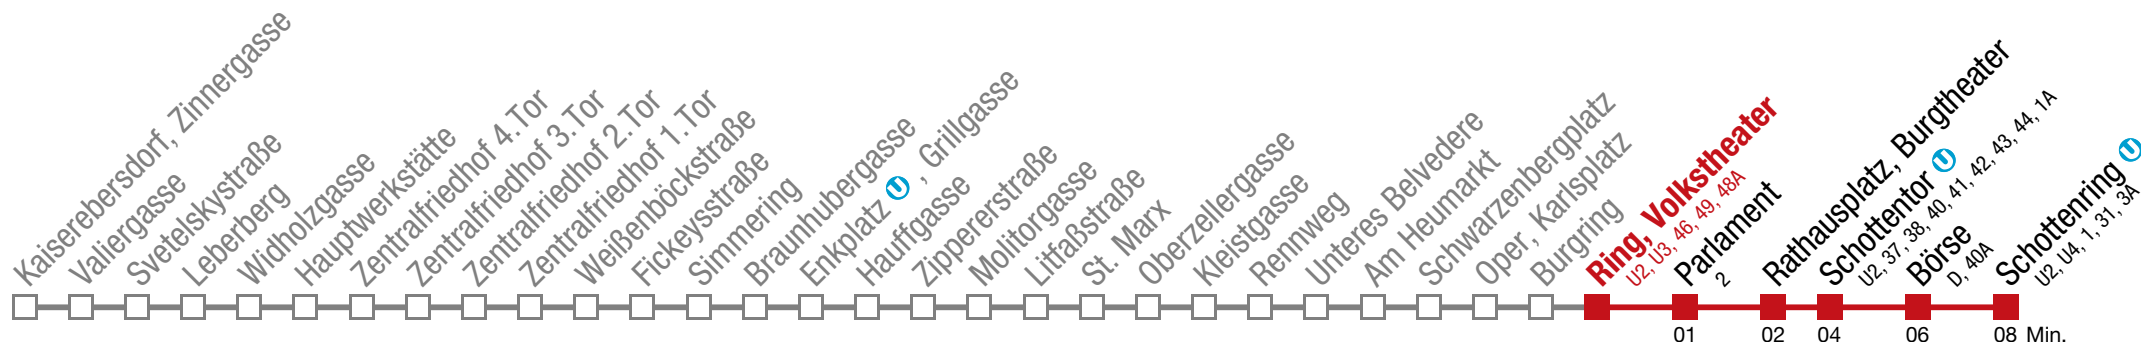 Kaiserebersdorf, Zinnergasse
Valiergasse
Svetelskystraße
Leberberg
Widholzgasse
Hauptwerkstätte
Zentralfriedhof 4.Tor
Zentralfriedhof 3.Tor
Zentralfriedhof 2.Tor
Zentralfriedhof 1.Tor
Weißenböckstraße
Fickeysstraße
Simmering
Braunhubergasse
Enkplatz U , Grillgasse
Hauffgasse
Zippererstraße
Molitorgasse
Litfaßstraße
St. Marx
Oberzellergasse
Kleistgasse
Rennweg
Unteres Belvedere
Am Heumarkt
Schwarzenbergplatz
Oper, Karlsplatz
Burgring
Ring, Volkstheater
U2, U3, 46, 49, 48A
Parlament
2
Rathausplatz, Burgtheater
Schottentor U
U2, 37, 38, 40, 41, 42, 43, 44, 1A
Börse
D, 40A
Schottenring U
U2, U4, 1, 31, 3A
01 02 04 06 08 Min.